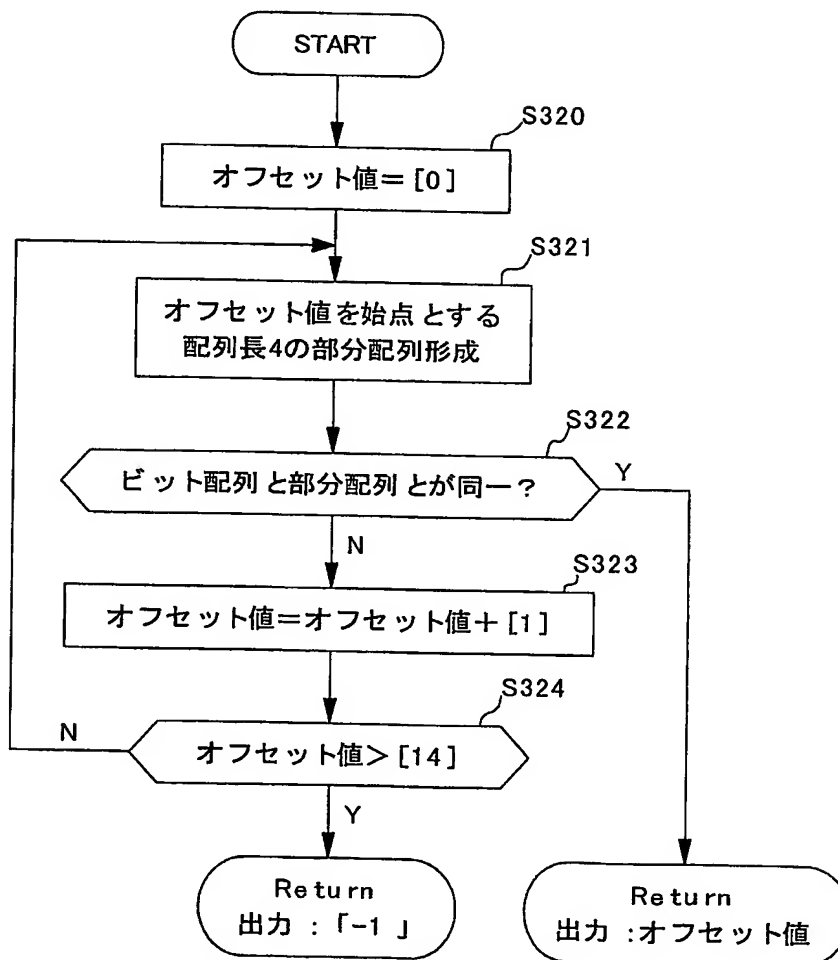 START
S320
オフセット値=[0]
S321
オフセット値を始点とする
配列長4の部分配列形成
S322
ビット配列と部分配列とが同一?
Y
N
S323
オフセット値=オフセット値+[1]
S324
N
オフセット値>[14]
Y
Return
出力:「-1」
Return
出力:オフセット値